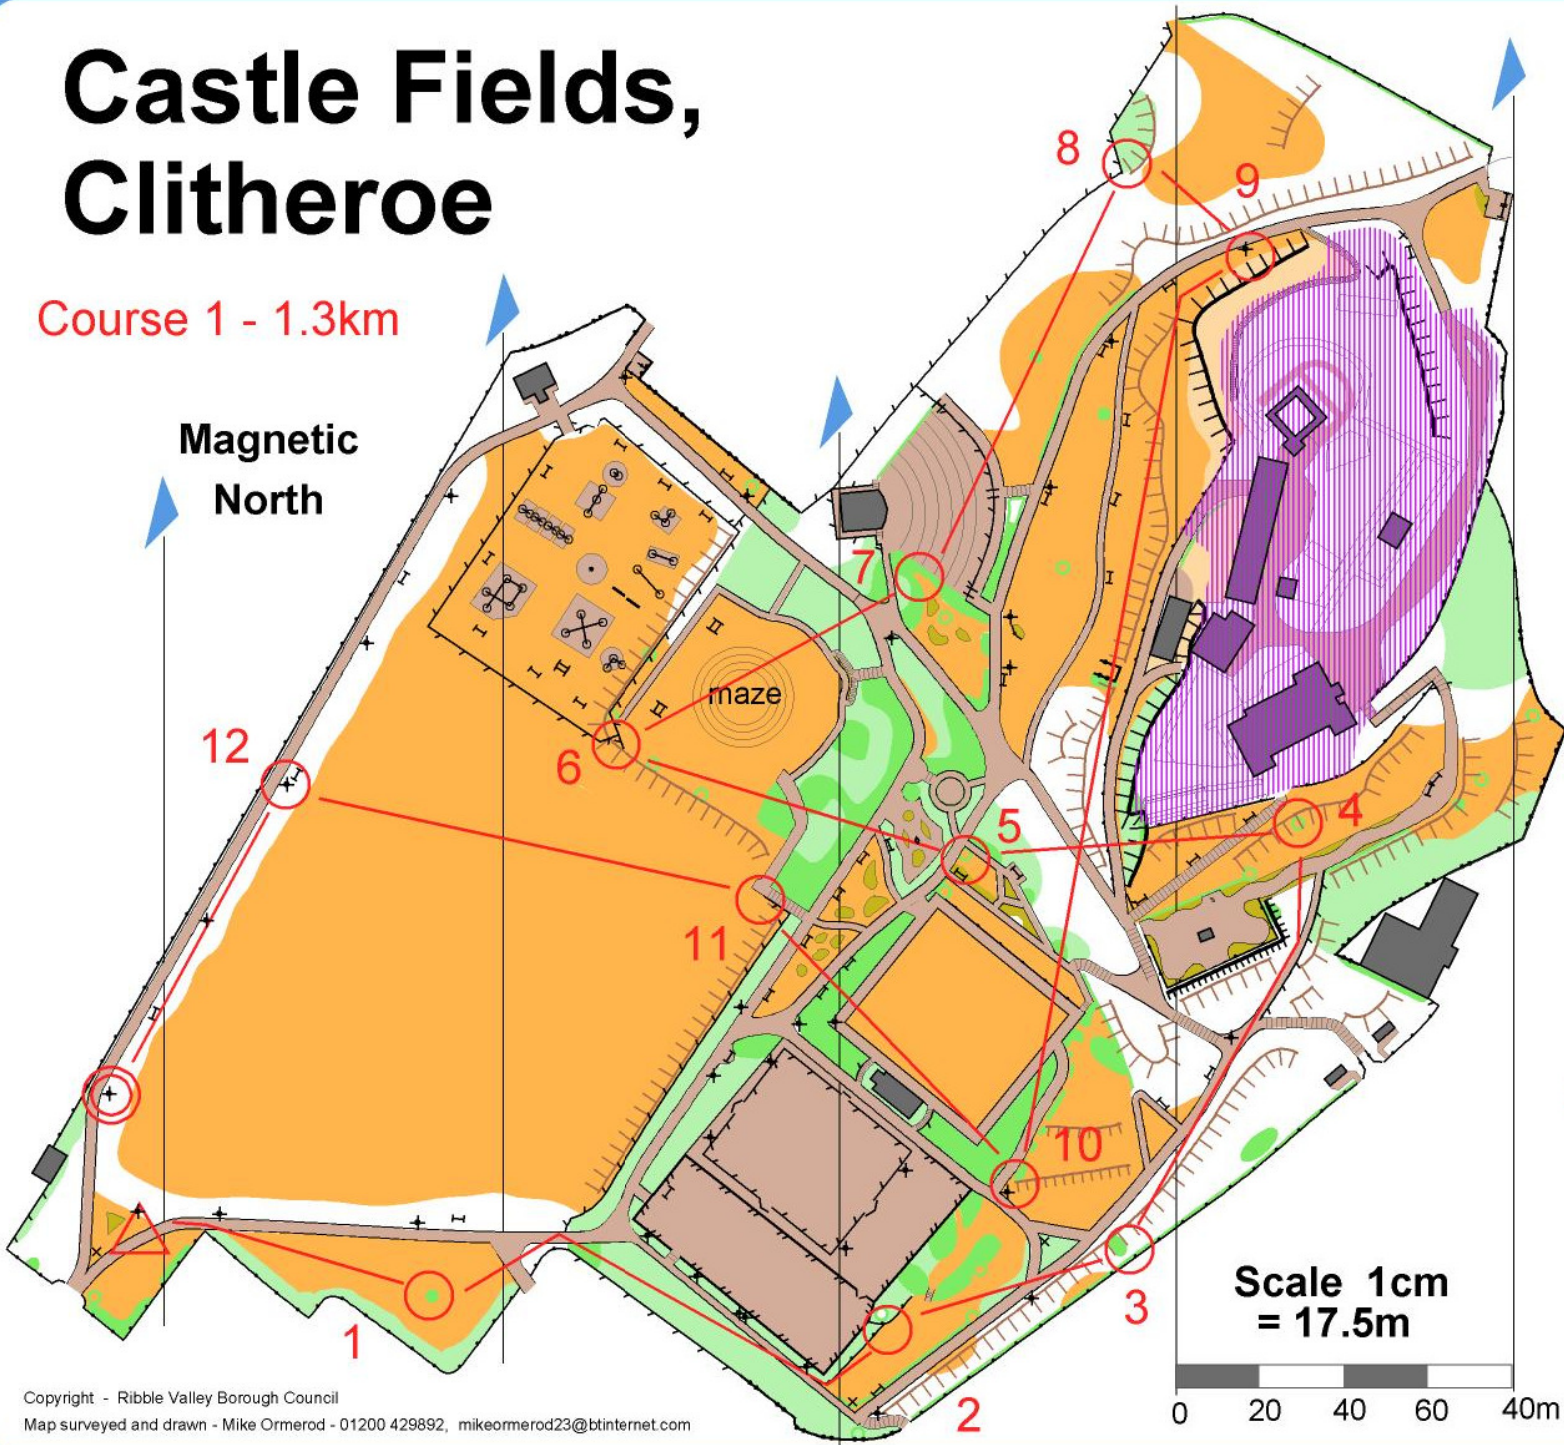 Castle Fields,
Clitheroe
Course 1 - 1.3km
Magnetic
North
8
9
7
maze
12
6
5
4
11
10
3
1
2
Scale 1cm
= 17.5m
0 20 40 60 40m
Copyright - Ribble Valley Borough Council
Map surveyed and drawn - Mike Ormerod - 01200 429892, mikeormerod23@btinternet.com